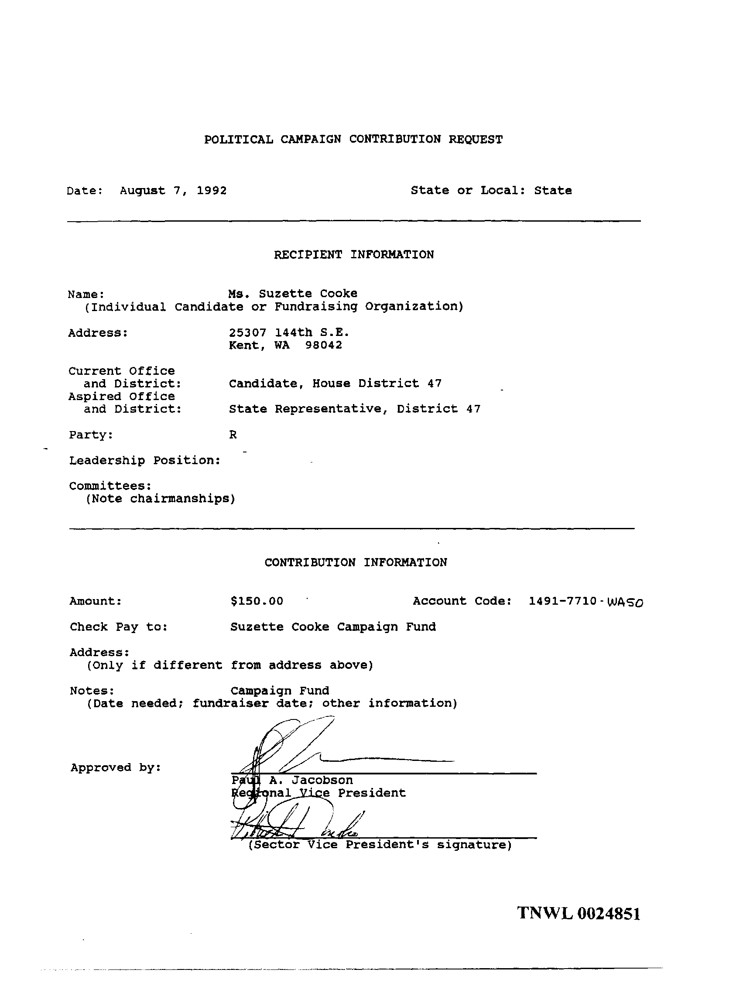 POLITICAL CAMPAIGN CONTRIBUTION REQUEST
Date: August 7, 1992 State or Local: State
RECIPIENT INFORMATION
Name: Ms. Suzette Cooke
(Individual Candidate or Fundraising Organization)
Address: 25307 144th S.E.
Kent, WA 98042
Current Office
and District: Candidate, House District 47
Aspired Office
and District: State Representative, District 47
Party: R
Leadership Position:
Committees:
(Note chairmanships)
CONTRIBUTION INFORMATION
Amount: $150.00 Account Code: 1491-7710-WASO
Check Pay to: Suzette Cooke Campaign Fund
Address:
(Only if different from address above)
Notes: Campaign Fund
(Date needed; fundraiser date; other information)
Approved by:
Paul A. Jacobson
Regional Vice President
(Sector Vice President's signature)
TNWL 0024851